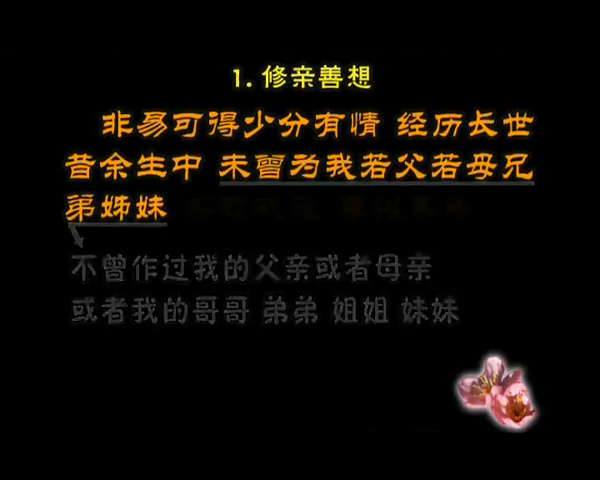 1. 修亲善想
非易可得少分有情 经历长世
昔余生中 未曾为我若父若母兄
弟姊妹
不曾作过我的父亲或者母亲
或者我的哥哥 弟弟 姐姐 妹妹